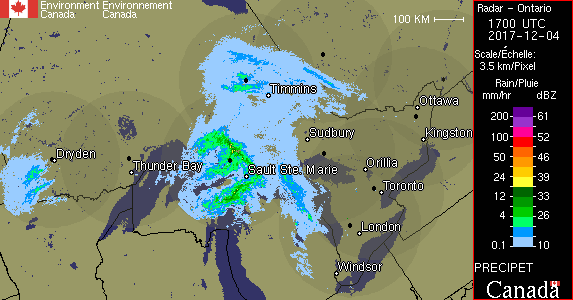 Environment Environnement
Canada Canada
100 KM
Timmins
Ottawa
Sudbury
Kingston
Dryden
Thunder Bay
Sault Ste. Marie
Orillia
Toronto
London
Windsor
Radar - Ontario
1700 UTC
2017-12-04
Scale/Échelle:
3.5 km/Pixel
Rain/Pluie
mm/hr dBZ
200 61
100 52
50 46
24 39
12 33
4 26
0.1 10
PRECIPET
Canada